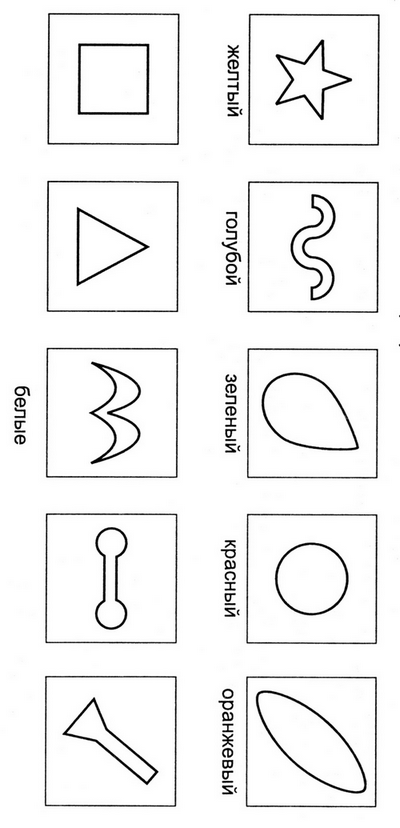 желтый
голубой
зеленый
красный
оранжевый
белые